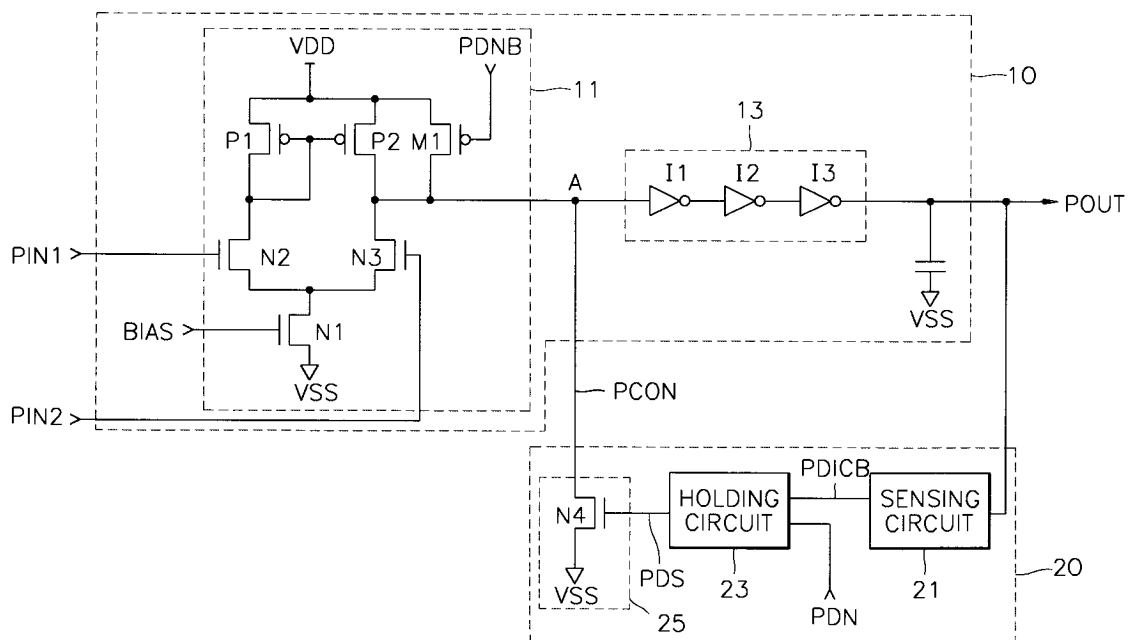 VDD
PDNB
10
11
P1
P2
M1
13
I1
I2
I3
A
POUT
PIN1
N2
N3
BIAS
N1
VSS
VSS
PIN2
PCON
PDICB
N4
HOLDING
CIRCUIT
SENSING
CIRCUIT
PDS
23
21
20
VSS
25
PDN